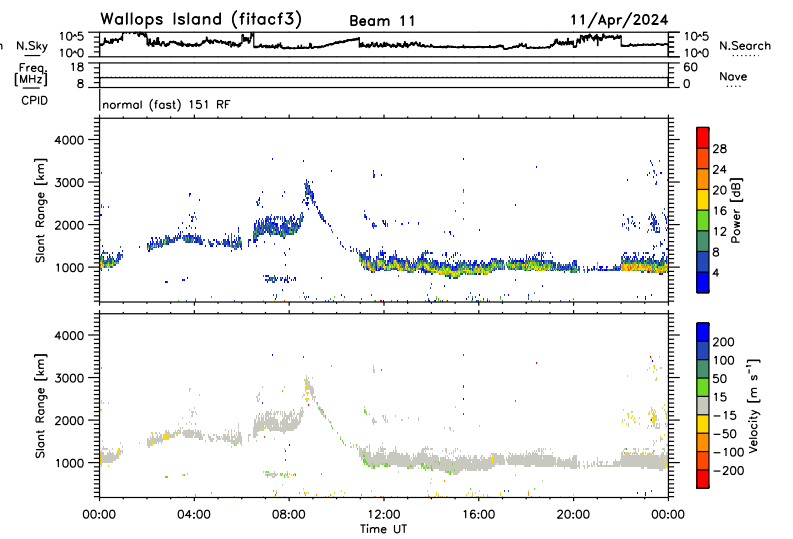 Wallops Island (fitacf3) Beam 11 11/Apr/2024
n N.Sky 10^5 10^0 10^5 10^0 N.Search
Freq. [MHz] 18 8 60 0 Nave
CPID normal (fast) 151 RF
Slant Range [km] 4000 3000 2000 1000
28 24 20 16 12 8 4 Power [dB]
Slant Range [km] 4000 3000 2000 1000
200 100 50 15 -15 -50 -100 -200 Velocity [m s⁻¹]
00:00 04:00 08:00 12:00 16:00 20:00 00:00
Time UT